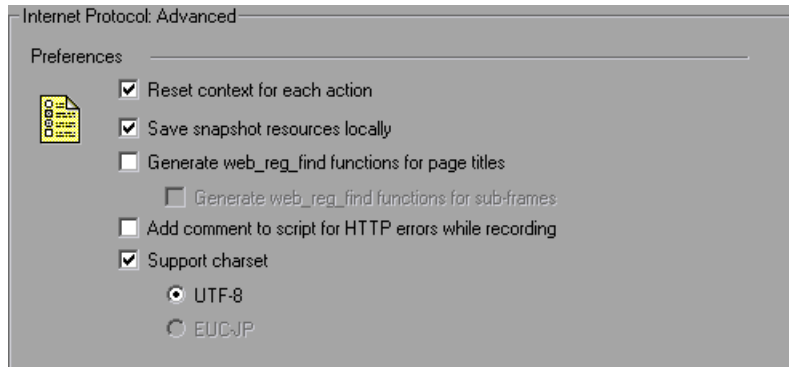 Internet Protocol: Advanced
Preferences
Reset context for each action
Save snapshot resources locally
Generate web_reg_find functions for page titles
Generate web_reg_find functions for sub-frames
Add comment to script for HTTP errors while recording
Support charset
UTF-8
EUC-JP